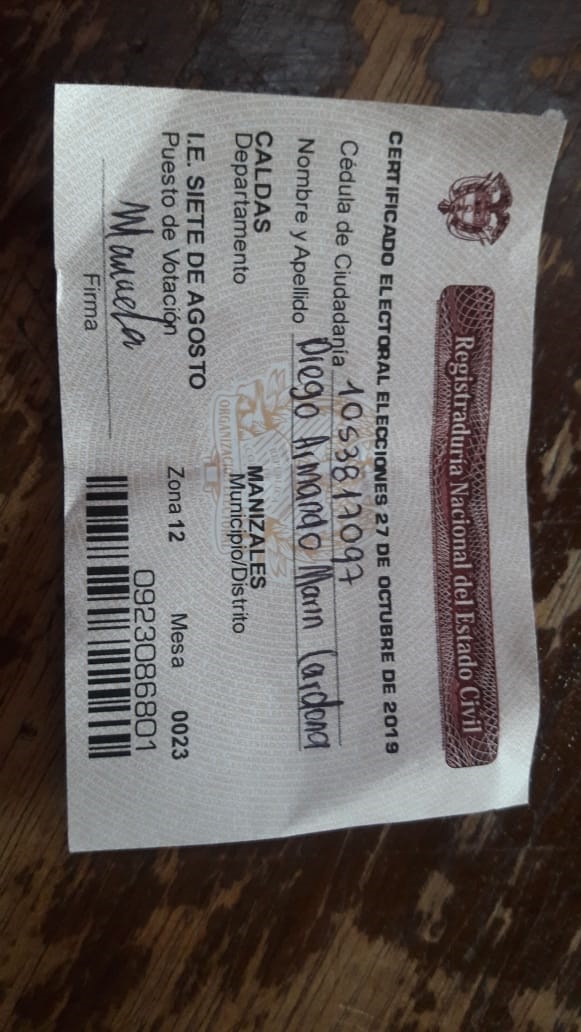 Registraduría Nacional del Estado Civil
CERTIFICADO ELECTORAL ELECCIONES 27 DE OCTUBRE DE 2019
Cédula de Ciudadanía 1053817097
Nombre y Apellido Diego Armando Marin Cardona
CALDAS MANIZALES
Departamento Municipio/Distrito
I.E. SIETE DE AGOSTO
Puesto de Votación Zona 12 Mesa 0023
Manuela
Firma
0923086801
ORGANIZACIÓN